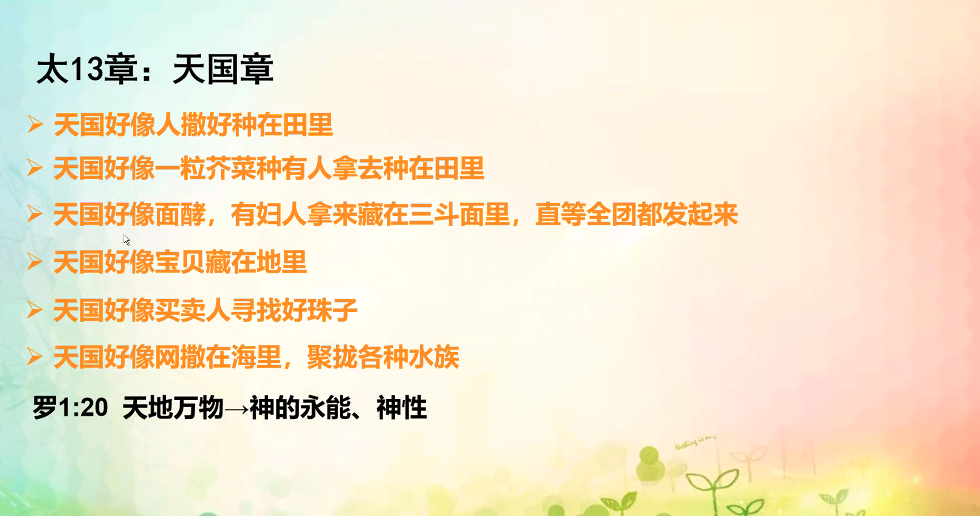 太13章：天国章
➢ 天国好像人撒好种在田里
➢ 天国好像一粒芥菜种有人拿去种在田里
➢ 天国好像面酵，有妇人拿来藏在三斗面里，直等全团都发起来
➢ 天国好像宝贝藏在地里
➢ 天国好像买卖人寻找好珠子
➢ 天国好像网撒在海里，聚拢各种水族
罗1:20 天地万物→神的永能、神性